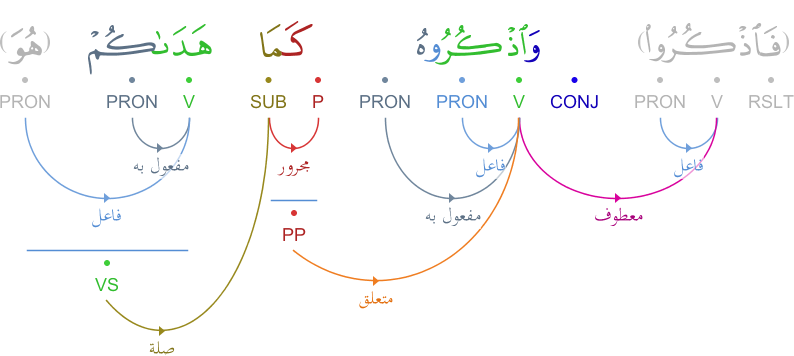 (فَٱذْكُرُوا۟) وَٱذْكُرُوهُ كَمَا هَدَىٰكُمْ (هُوَ)
PRON PRON V SUB P PRON PRON V CONJ PRON V RSLT
مفعول به مجرور فاعل فاعل
فاعل مفعول به معطوف
PP
VS
متعلق
صلة